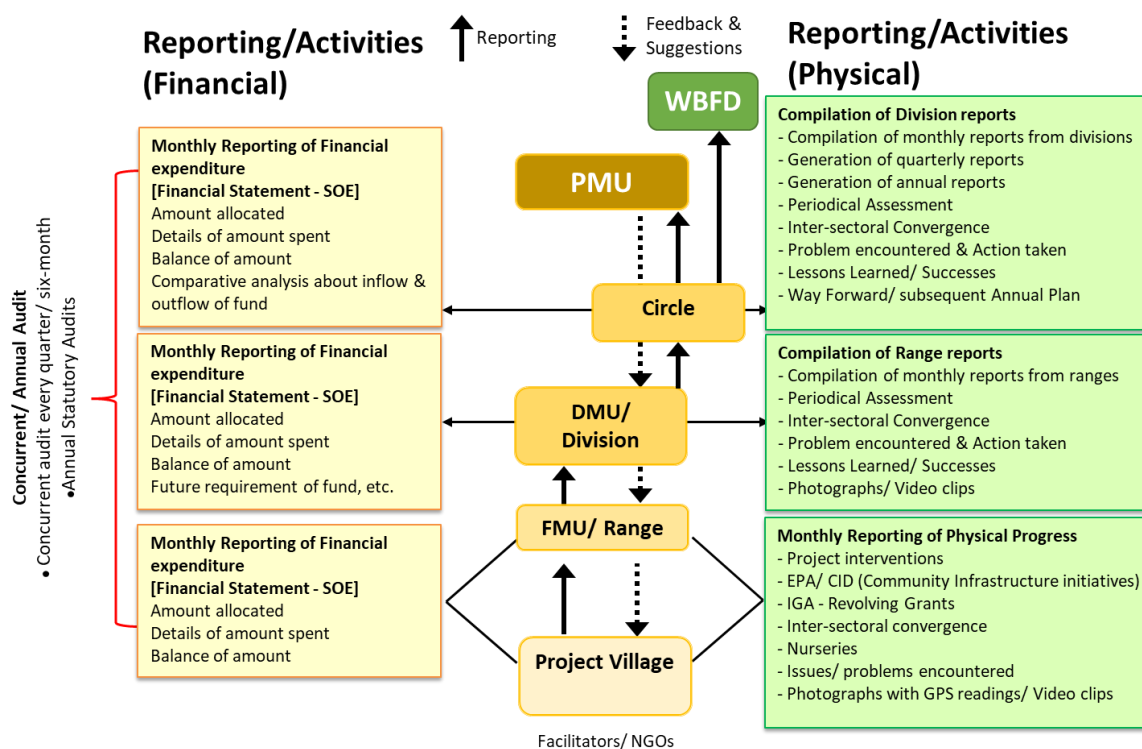 Reporting/Activities
(Financial)
Reporting
Feedback &
Suggestions
Reporting/Activities
(Physical)
WBFD
PMU
Circle
DMU/
Division
FMU/ Range
Project Village
Facilitators/ NGOs
Concurrent/ Annual Audit
• Concurrent audit every quarter/ six-month
•Annual Statutory Audits
Monthly Reporting of Financial
expenditure
[Financial Statement - SOE]
Amount allocated
Details of amount spent
Balance of amount
Comparative analysis about inflow &
outflow of fund
Monthly Reporting of Financial
expenditure
[Financial Statement - SOE]
Amount allocated
Details of amount spent
Balance of amount
Future requirement of fund, etc.
Monthly Reporting of Financial
expenditure
[Financial Statement - SOE]
Amount allocated
Details of amount spent
Balance of amount
Compilation of Division reports
- Compilation of monthly reports from divisions
- Generation of quarterly reports
- Generation of annual reports
- Periodical Assessment
- Inter-sectoral Convergence
- Problem encountered & Action taken
- Lessons Learned/ Successes
- Way Forward/ subsequent Annual Plan
Compilation of Range reports
- Compilation of monthly reports from ranges
- Periodical Assessment
- Inter-sectoral Convergence
- Problem encountered & Action taken
- Lessons Learned/ Successes
- Photographs/ Video clips
Monthly Reporting of Physical Progress
- Project interventions
- EPA/ CID (Community Infrastructure initiatives)
- IGA - Revolving Grants
- Inter-sectoral convergence
- Nurseries
- Issues/ problems encountered
- Photographs with GPS readings/ Video clips